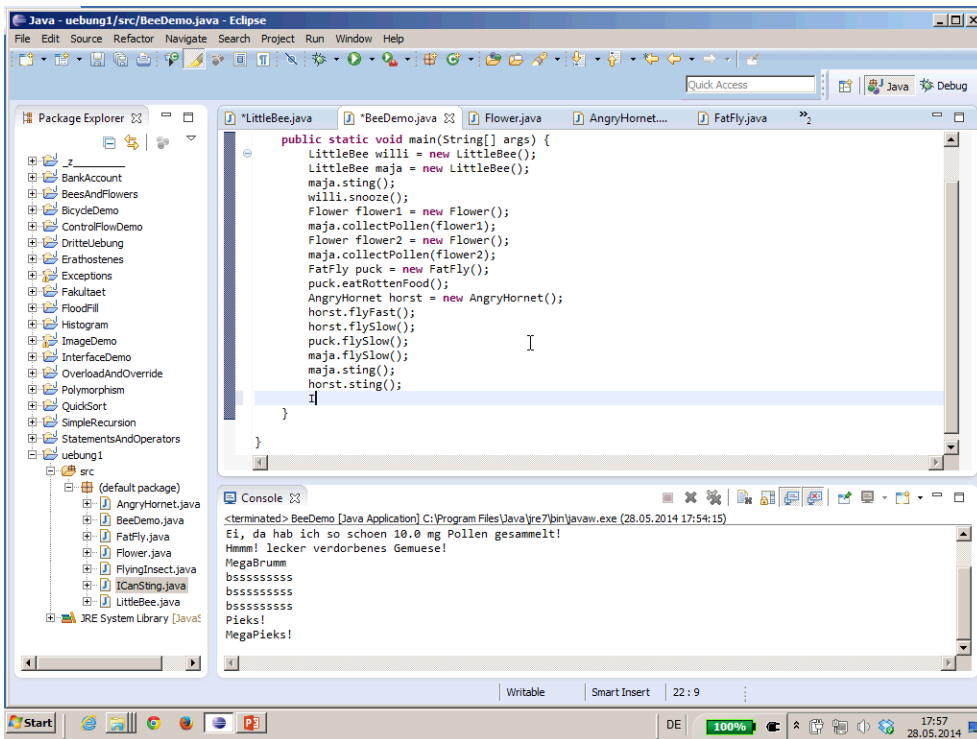 Java - uebung1/src/BeeDemo.java - Eclipse
File Edit Source Refactor Navigate Search Project Run Window Help
Quick Access
Java
Debug
Package Explorer
_z_________
BankAccount
BeesAndFlowers
BicycleDemo
ControlFlowDemo
DritteUebung
Erathostenes
Exceptions
Fakultaet
FloodFill
Histogram
ImageDemo
InterfaceDemo
OverloadAndOverride
Polymorphism
QuickSort
SimpleRecursion
StatementsAndOperators
uebung1
src
(default package)
AngryHornet.java
BeeDemo.java
FatFly.java
Flower.java
FlyingInsect.java
ICanSting.java
LittleBee.java
JRE System Library [JavaS
*LittleBee.java *BeeDemo.java Flower.java AngryHornet.... FatFly.java »2
public static void main(String[] args) {
LittleBee willi = new LittleBee();
LittleBee maja = new LittleBee();
maja.sting();
willi.snooze();
Flower flower1 = new Flower();
maja.collectPollen(flower1);
Flower flower2 = new Flower();
maja.collectPollen(flower2);
FatFly puck = new FatFly();
puck.eatRottenFood();
AngryHornet horst = new AngryHornet();
horst.flyFast();
horst.flySlow();
puck.flySlow();
maja.flySlow();
maja.sting();
horst.sting();
I
}
}
Console
<terminated> BeeDemo [Java Application] C:\Program Files\Java\jre7\bin\javaw.exe (28.05.2014 17:54:15)
Ei, da hab ich so schoen 10.0 mg Pollen gesammelt!
Hmmm! lecker verdorbenes Gemuese!
MegaBrumm
bssssssssss
bssssssssss
bssssssssss
Pieks!
MegaPieks!
Writable Smart Insert 22 : 9
Start
DE 100% 17:57
28.05.2014